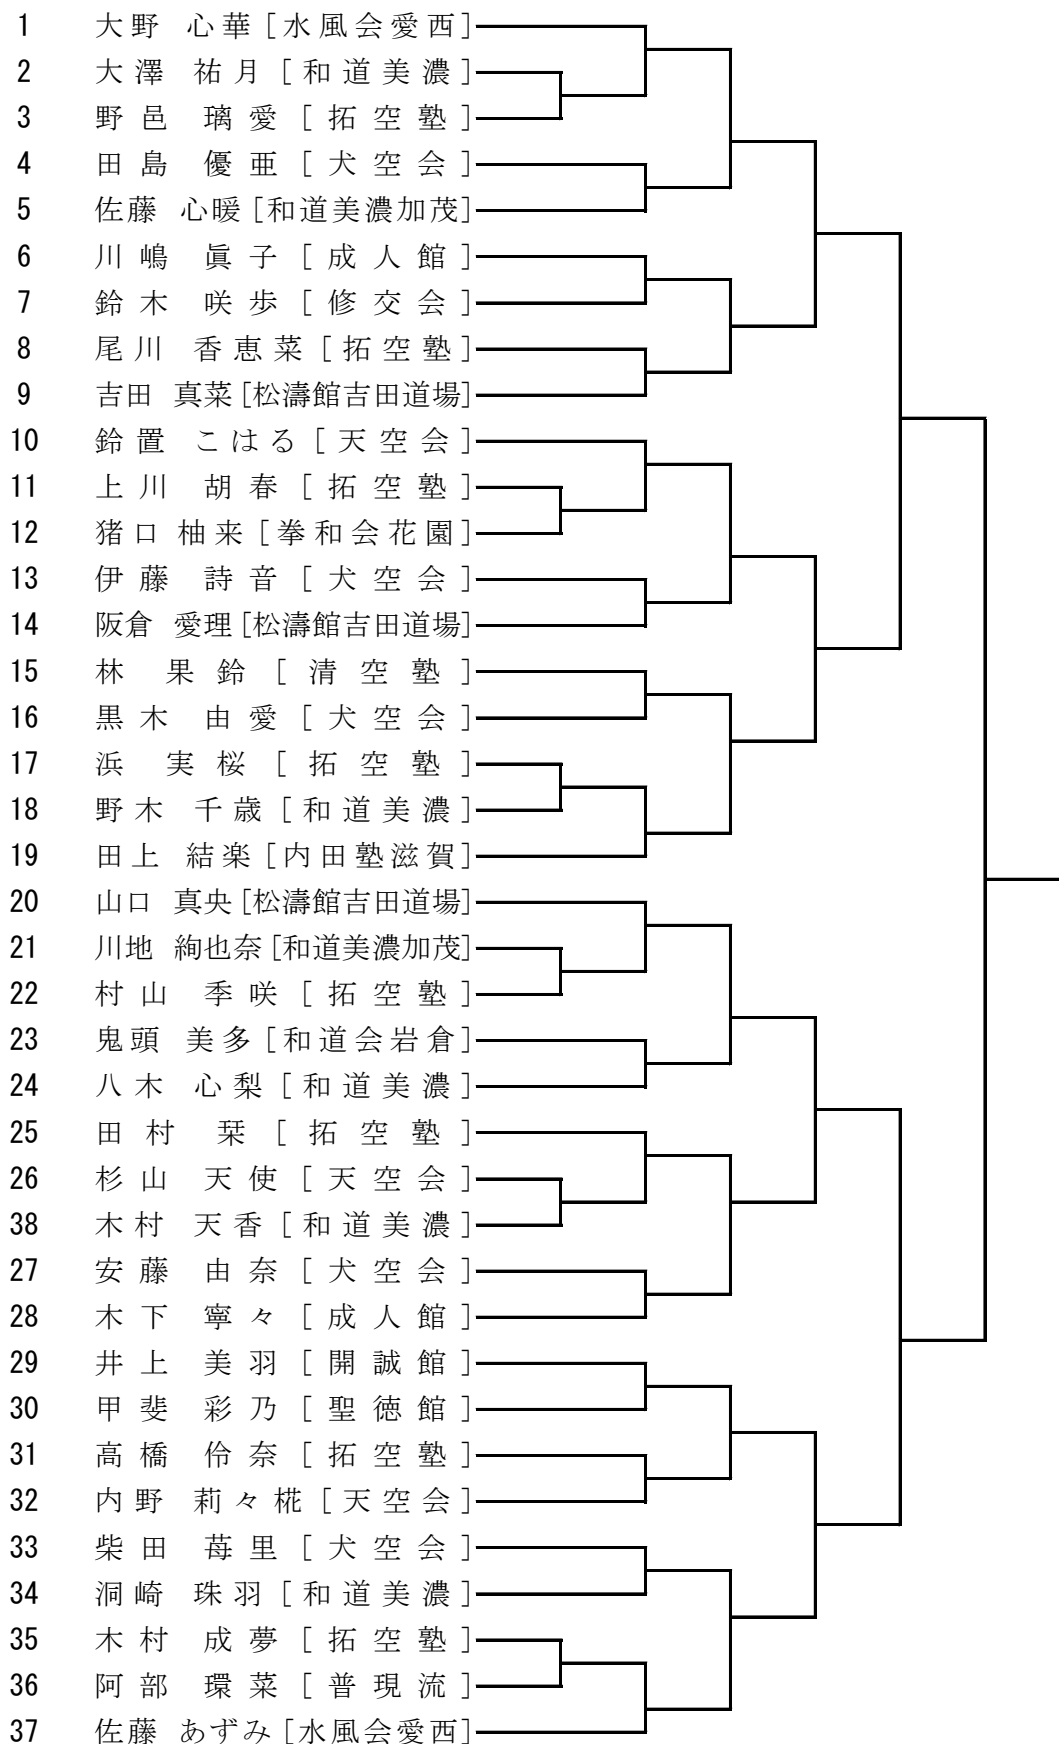 1 大野 心華 [水風会愛西]
2 大澤 祐月 [和道美濃]
3 野邑 璃愛 [拓空塾]
4 田島 優亜 [犬空会]
5 佐藤 心暖 [和道美濃加茂]
6 川嶋 眞子 [成人館]
7 鈴木 咲歩 [修交会]
8 尾川 香恵菜 [拓空塾]
9 吉田 真菜 [松濤館吉田道場]
10 鈴置 こはる [天空会]
11 上川 胡春 [拓空塾]
12 猪口 柚来 [拳和会花園]
13 伊藤 詩音 [犬空会]
14 阪倉 愛理 [松濤館吉田道場]
15 林 果鈴 [清空塾]
16 黒木 由愛 [犬空会]
17 浜 実桜 [拓空塾]
18 野木 千歳 [和道美濃]
19 田上 結楽 [内田塾滋賀]
20 山口 真央 [松濤館吉田道場]
21 川地 絢也奈 [和道美濃加茂]
22 村山 季咲 [拓空塾]
23 鬼頭 美多 [和道会岩倉]
24 八木 心梨 [和道美濃]
25 田村 栞 [拓空塾]
26 杉山 天使 [天空会]
38 木村 天香 [和道美濃]
27 安藤 由奈 [犬空会]
28 木下 寧々 [成人館]
29 井上 美羽 [開誠館]
30 甲斐 彩乃 [聖徳館]
31 高橋 伶奈 [拓空塾]
32 内野 莉々椛 [天空会]
33 柴田 苺里 [犬空会]
34 洞崎 珠羽 [和道美濃]
35 木村 成夢 [拓空塾]
36 阿部 環菜 [普現流]
37 佐藤 あずみ [水風会愛西]